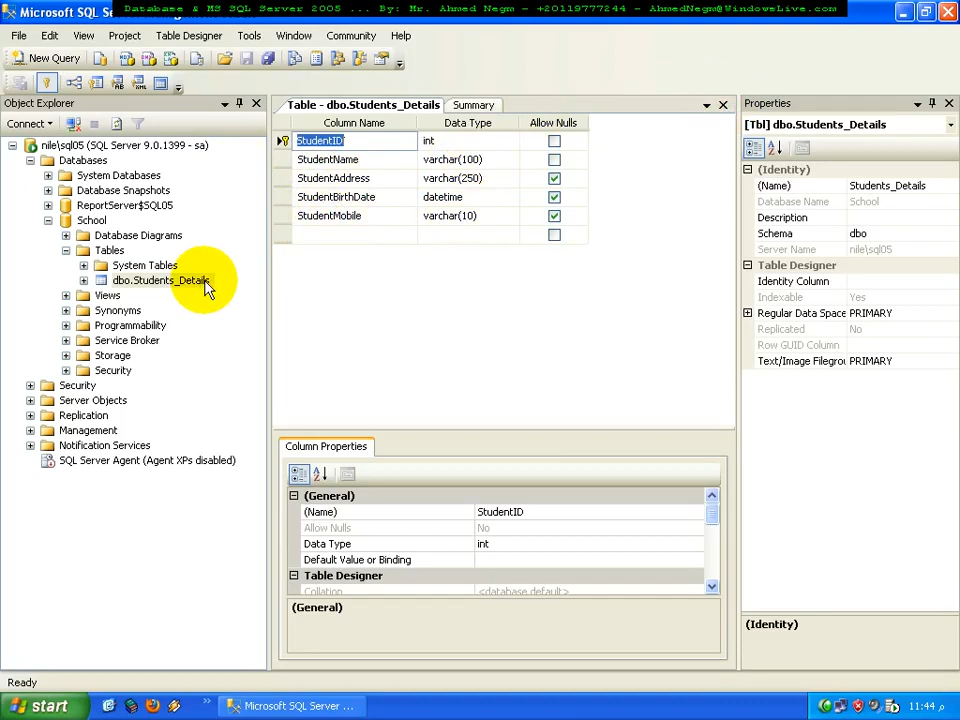 Microsoft SQL Se
Database & MS SQL Server 2005 ... By: Mr. Ahmed Negm - +20119777244 - AhmedNegm@WindowsLive.com
File Edit View Project Table Designer Tools Window Community Help
New Query
Object Explorer
Connect
nile\sql05 (SQL Server 9.0.1399 - sa)
Databases
System Databases
Database Snapshots
ReportServer$SQL05
School
Database Diagrams
Tables
System Tables
dbo.Students_Details
Views
Synonyms
Programmability
Service Broker
Storage
Security
Security
Server Objects
Replication
Management
Notification Services
SQL Server Agent (Agent XPs disabled)
Table - dbo.Students_Details Summary
Column Name Data Type Allow Nulls
StudentID int
StudentName varchar(100)
StudentAddress varchar(250)
StudentBirthDate datetime
StudentMobile varchar(10)
Column Properties
(General)
(Name) StudentID
Allow Nulls No
Data Type int
Default Value or Binding
Table Designer
Collation <database default>
(General)
Properties
[Tbl] dbo.Students_Details
(Identity)
(Name) Students_Details
Database Name School
Description
Schema dbo
Server Name nile\sql05
Table Designer
Identity Column
Indexable Yes
Regular Data Space PRIMARY
Replicated No
Row GUID Column
Text/Image Filegrou PRIMARY
(Identity)
Ready
start
Microsoft SQL Server ...
11:44 م